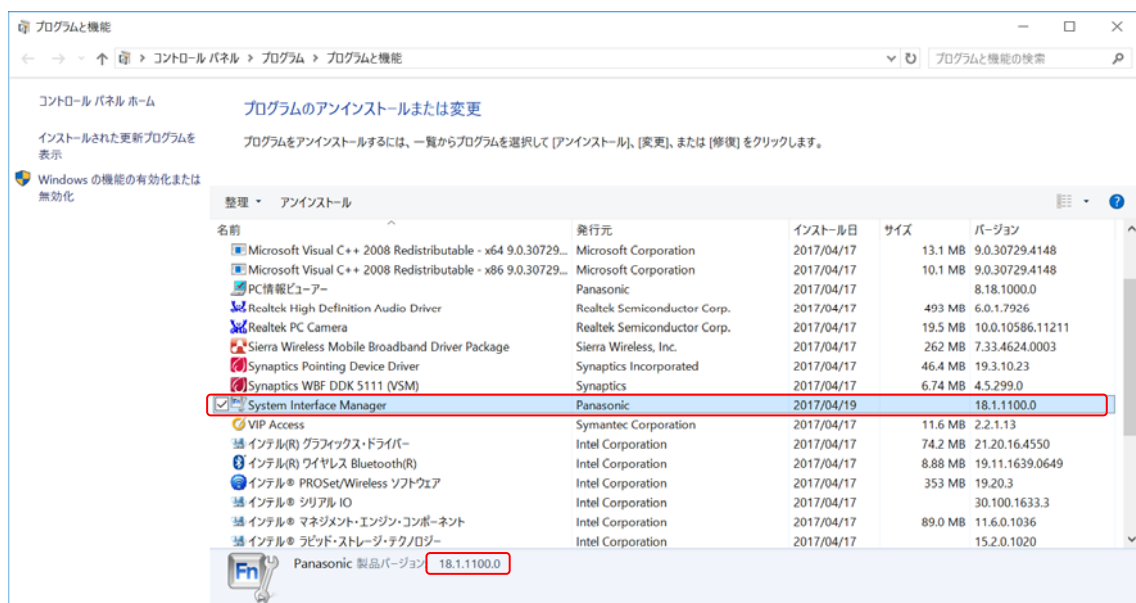 プログラムと機能
コントロール パネル > プログラム > プログラムと機能
プログラムと機能の検索
コントロール パネル ホーム
インストールされた更新プログラムを
表示
Windows の機能の有効化または
無効化
プログラムのアンインストールまたは変更
プログラムをアンインストールするには、一覧からプログラムを選択して [アンインストール]、[変更]、または [修復] をクリックします。
整理 アンインストール
名前 発行元 インストール日 サイズ バージョン
Microsoft Visual C++ 2008 Redistributable - x64 9.0.30729... Microsoft Corporation 2017/04/17 13.1 MB 9.0.30729.4148
Microsoft Visual C++ 2008 Redistributable - x86 9.0.30729... Microsoft Corporation 2017/04/17 10.1 MB 9.0.30729.4148
PC情報ビューアー Panasonic 2017/04/17 8.18.1000.0
Realtek High Definition Audio Driver Realtek Semiconductor Corp. 2017/04/17 493 MB 6.0.1.7926
Realtek PC Camera Realtek Semiconductor Corp. 2017/04/17 19.5 MB 10.0.10586.11211
Sierra Wireless Mobile Broadband Driver Package Sierra Wireless, Inc. 2017/04/17 262 MB 7.33.4624.0003
Synaptics Pointing Device Driver Synaptics Incorporated 2017/04/17 46.4 MB 19.3.10.23
Synaptics WBF DDK 5111 (VSM) Synaptics 2017/04/17 6.74 MB 4.5.299.0
System Interface Manager Panasonic 2017/04/19 18.1.1100.0
VIP Access Symantec Corporation 2017/04/17 11.6 MB 2.2.1.13
インテル(R) グラフィックス・ドライバー Intel Corporation 2017/04/17 74.2 MB 21.20.16.4550
インテル(R) ワイヤレス Bluetooth(R) Intel Corporation 2017/04/17 8.88 MB 19.11.1639.0649
インテル® PROSet/Wireless ソフトウェア Intel Corporation 2017/04/17 353 MB 19.20.3
インテル® シリアル IO Intel Corporation 2017/04/17 30.100.1633.3
インテル® マネジメント・エンジン・コンポーネント Intel Corporation 2017/04/17 89.0 MB 11.6.0.1036
インテル® ラピッド・ストレージ・テクノロジー Intel Corporation 2017/04/17 15.2.0.1020
Fn
Panasonic 製品バージョン: 18.1.1100.0